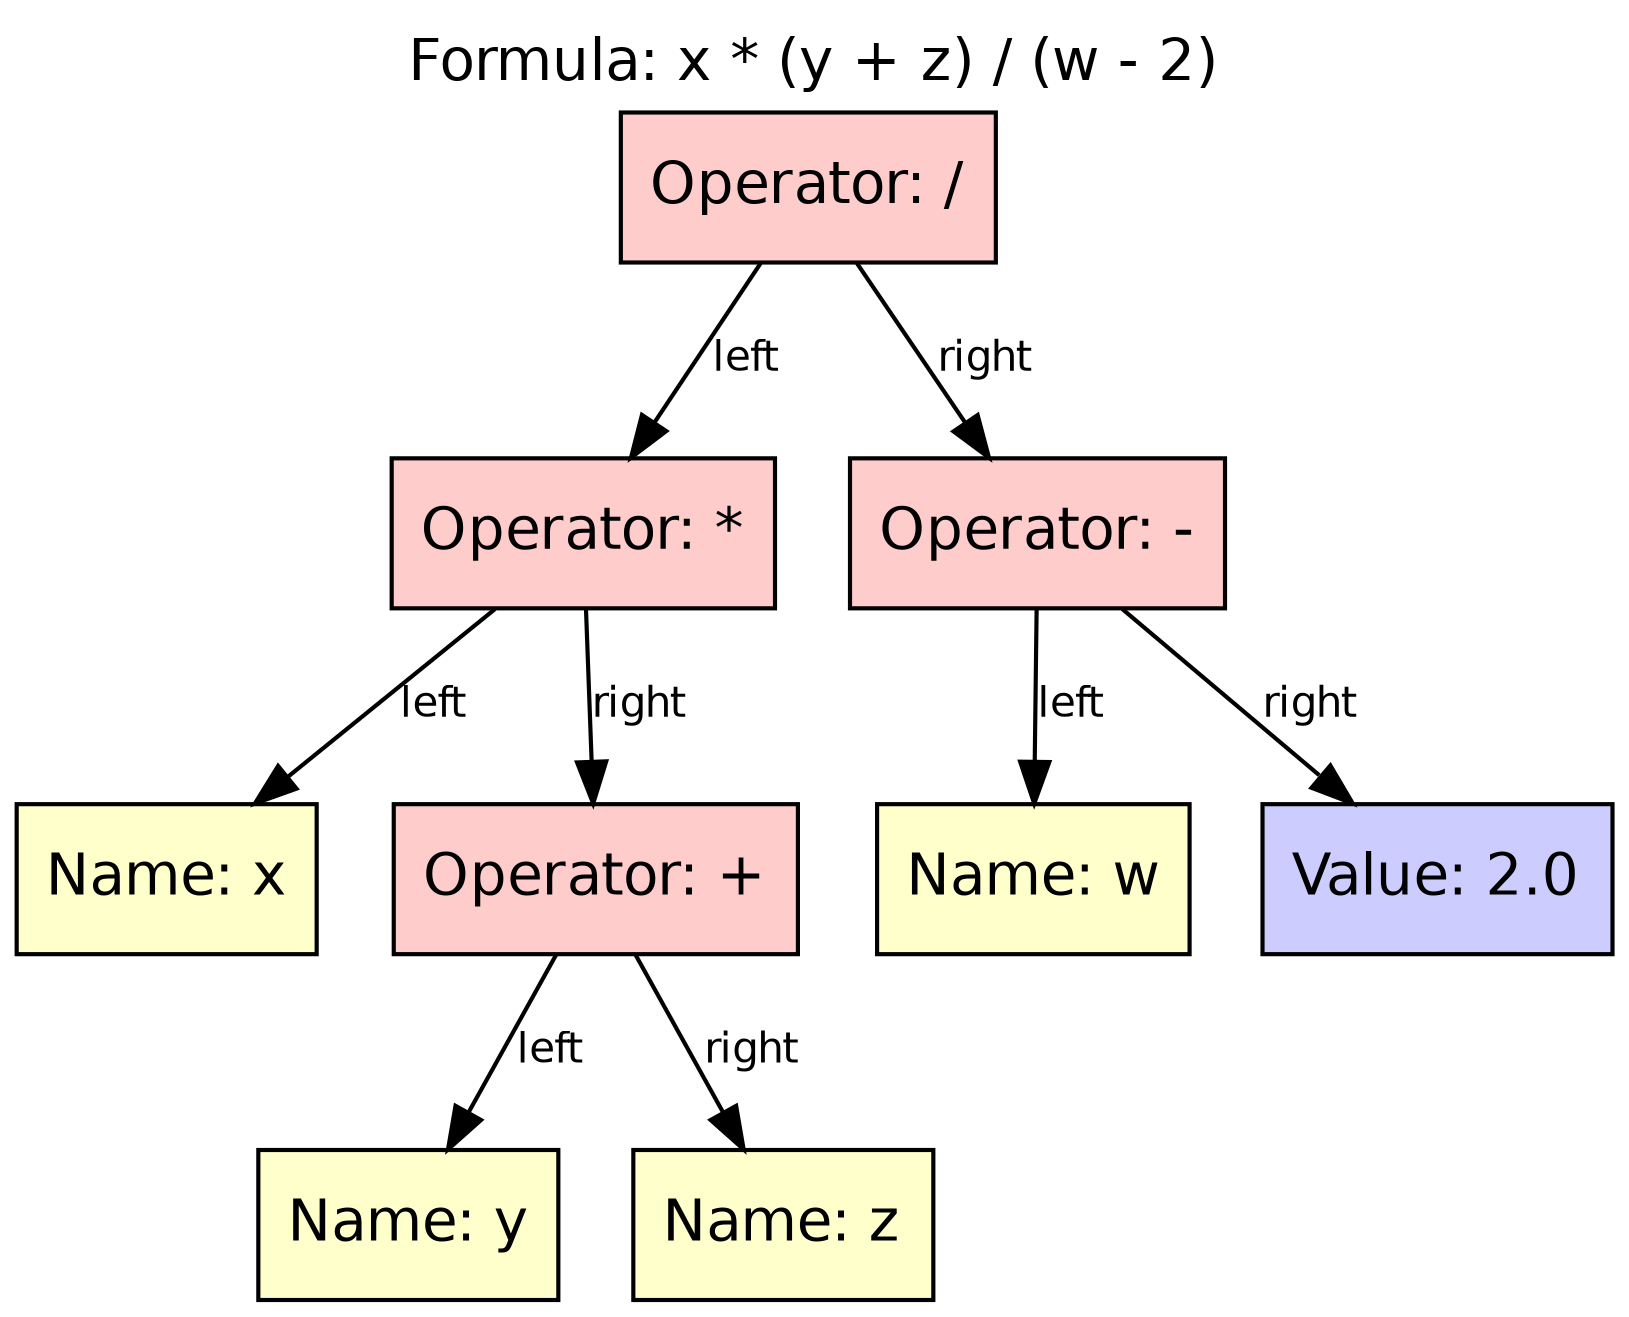 Formula: x * (y + z) / (w - 2)
Operator: /
left
right
Operator: *
Operator: -
left
right
left
right
Name: x
Operator: +
Name: w
Value: 2.0
left
right
Name: y
Name: z